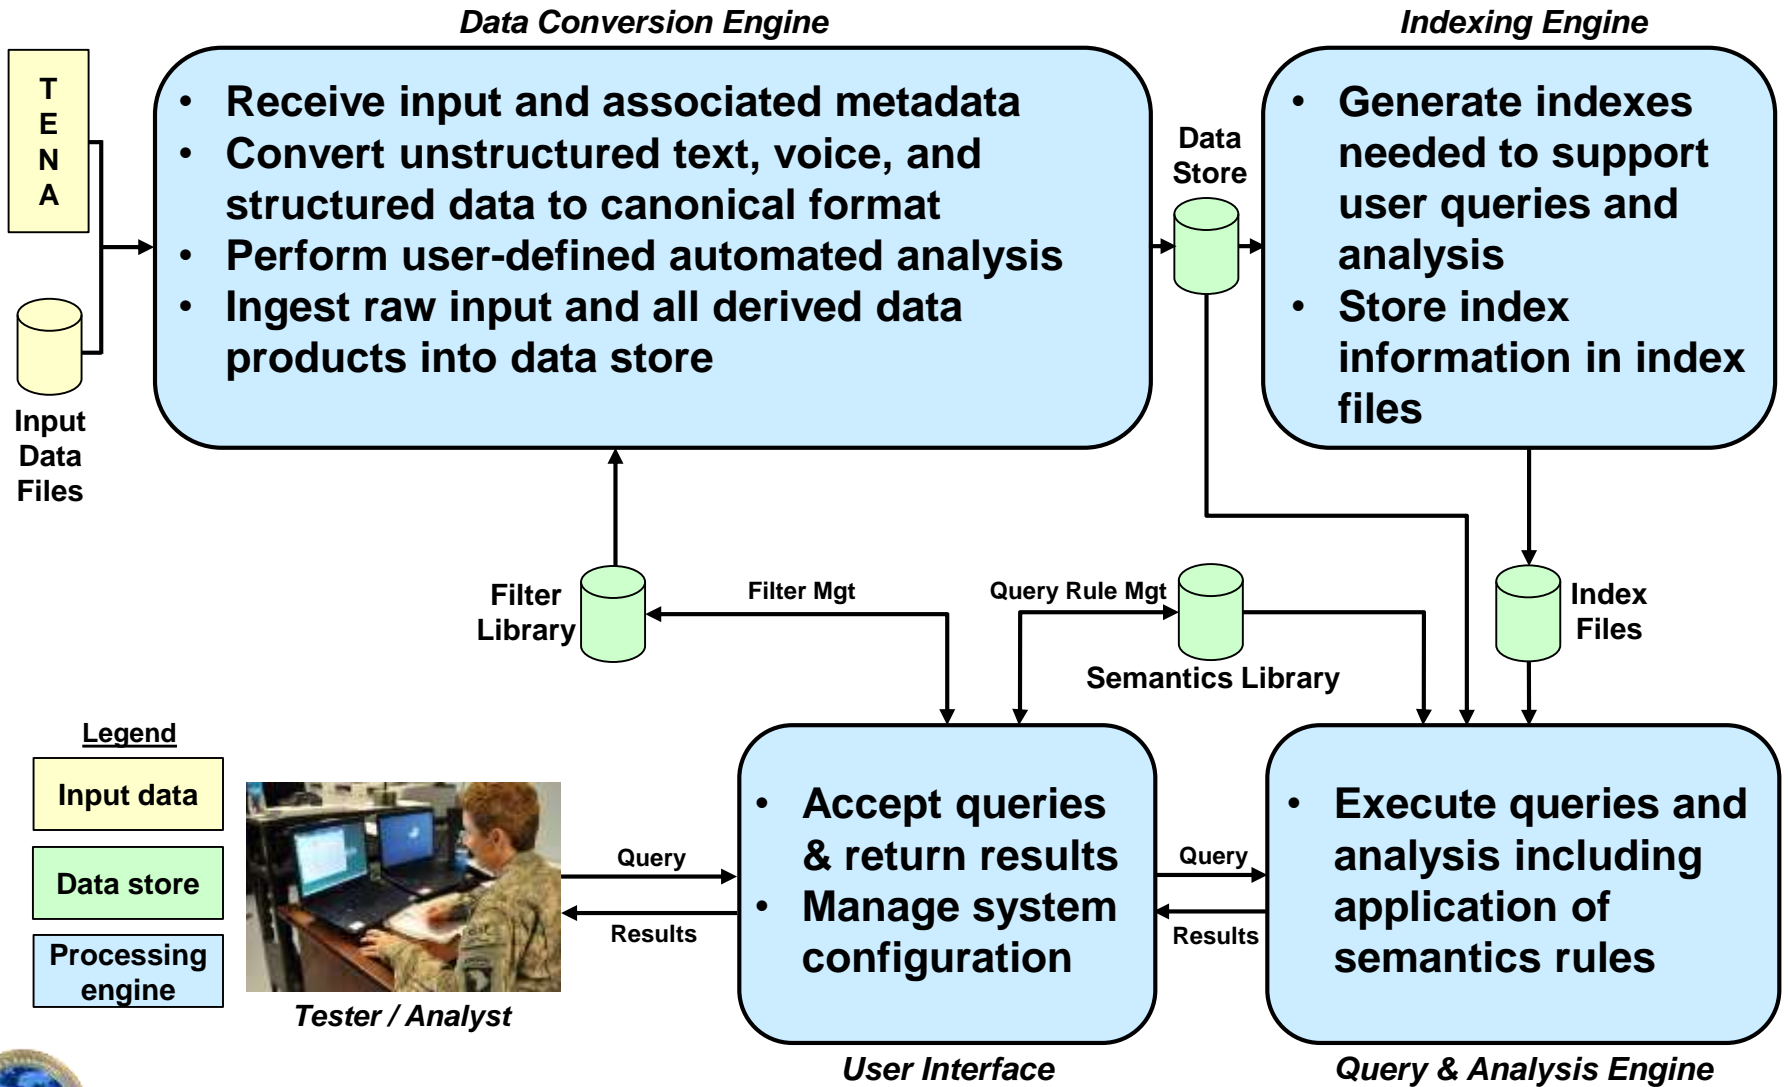 Data Conversion Engine
Indexing Engine
T
E
N
A
Input
Data
Files
• Receive input and associated metadata
• Convert unstructured text, voice, and
structured data to canonical format
• Perform user-defined automated analysis
• Ingest raw input and all derived data
products into data store
Data
Store
• Generate indexes
needed to support
user queries and
analysis
• Store index
information in index
files
Filter
Library
Filter Mgt
Query Rule Mgt
Semantics Library
Index
Files
Legend
Input data
Data store
Processing
engine
Tester / Analyst
Query
Results
• Accept queries
& return results
• Manage system
configuration
User Interface
Query
Results
• Execute queries and
analysis including
application of
semantics rules
Query & Analysis Engine